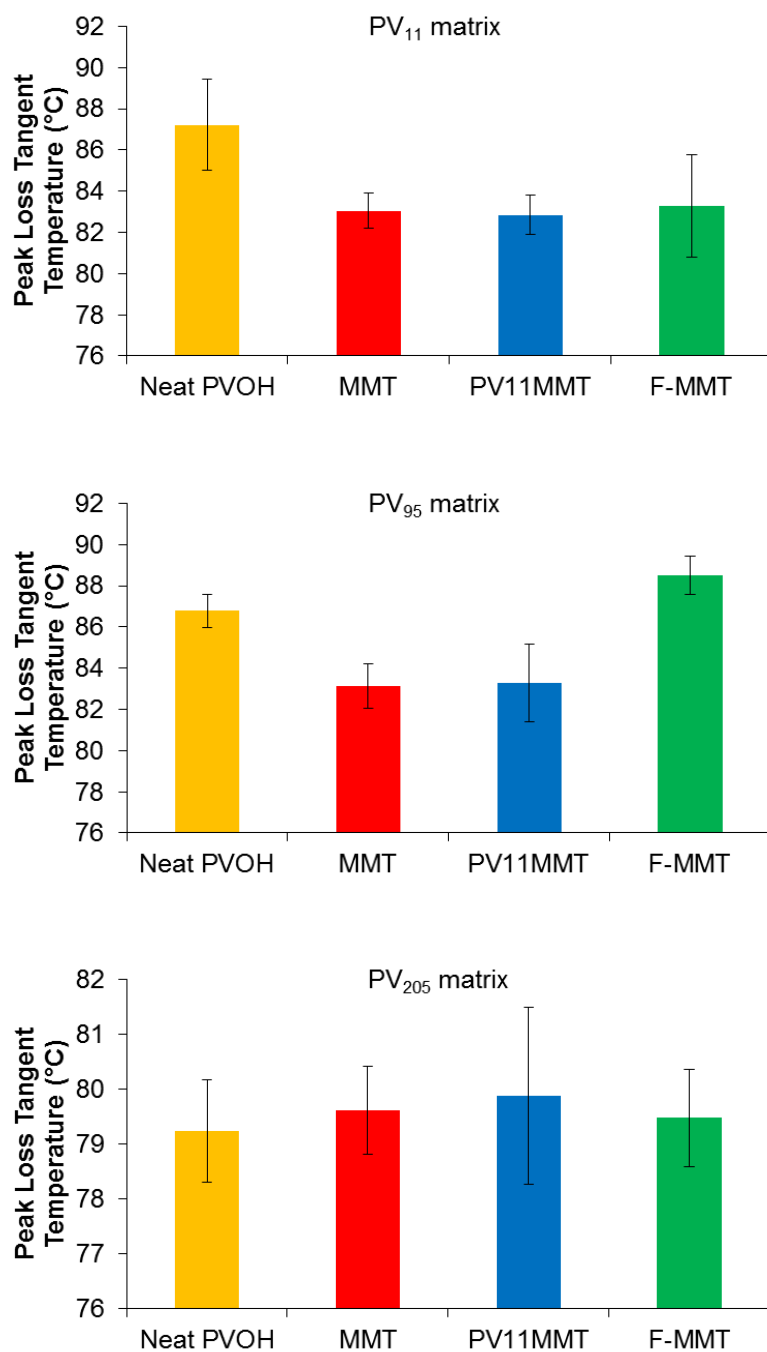 PV₁₁ matrix
Peak Loss Tangent
Temperature (°C)
92
90
88
86
84
82
80
78
76
Neat PVOH MMT PV11MMT F-MMT
PV₉₅ matrix
Peak Loss Tangent
Temperature (°C)
92
90
88
86
84
82
80
78
76
Neat PVOH MMT PV11MMT F-MMT
PV₂₀₅ matrix
Peak Loss Tangent
Temperature (°C)
82
81
80
79
78
77
76
Neat PVOH MMT PV11MMT F-MMT